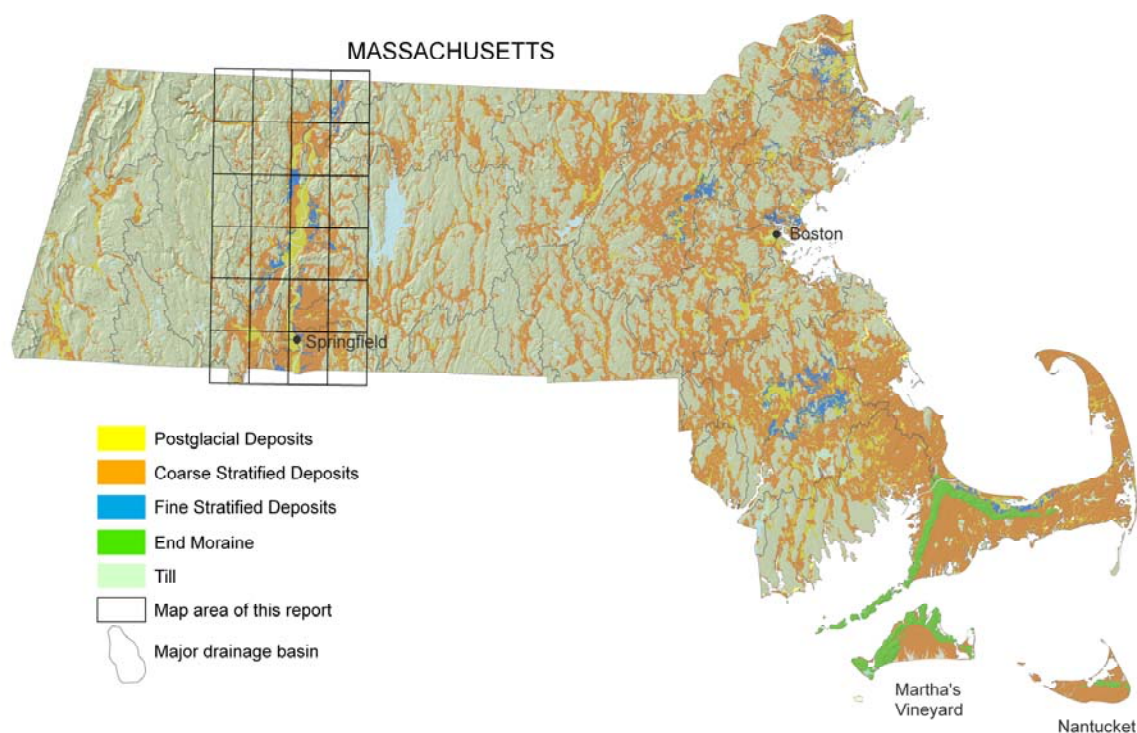 MASSACHUSETTS
Boston
Springfield
Postglacial Deposits
Coarse Stratified Deposits
Fine Stratified Deposits
End Moraine
Till
Map area of this report
Major drainage basin
Martha's
Vineyard
Nantucket